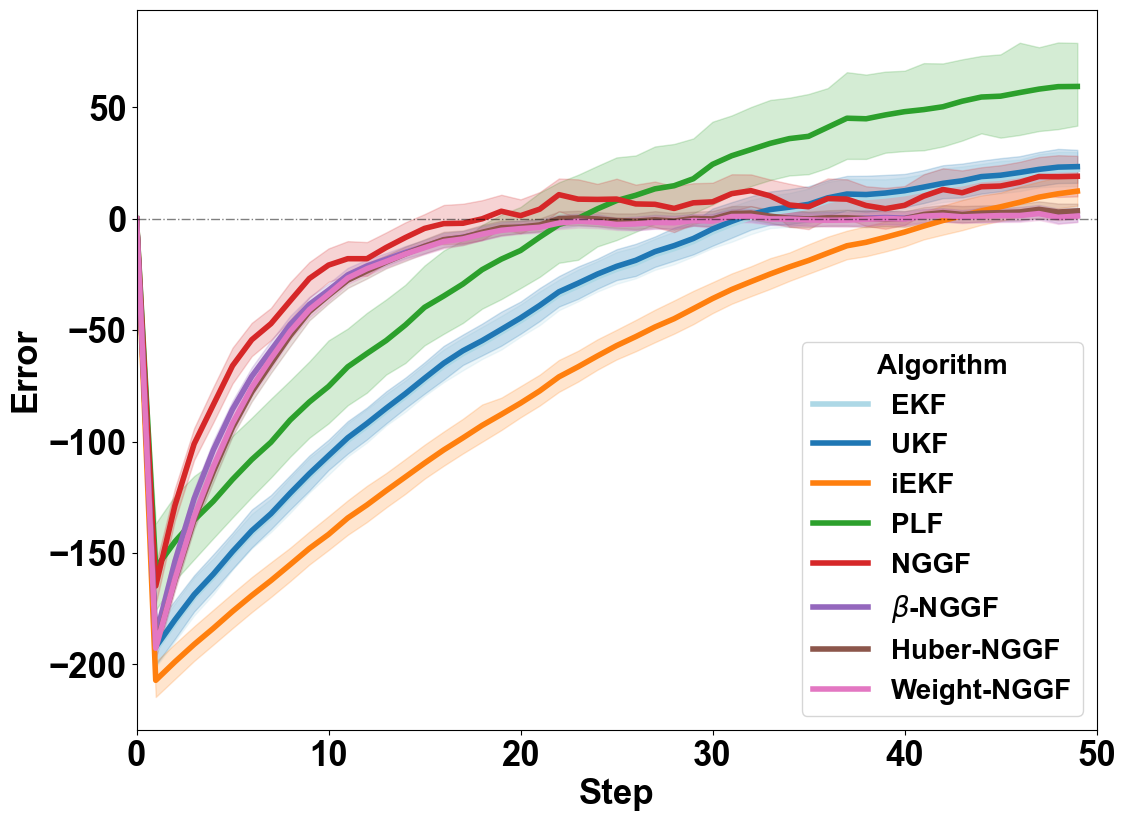 Error
50
0
−50
−100
−150
−200
0 10 20 30 40 50
Step
Algorithm
EKF
UKF
iEKF
PLF
NGGF
β-NGGF
Huber-NGGF
Weight-NGGF